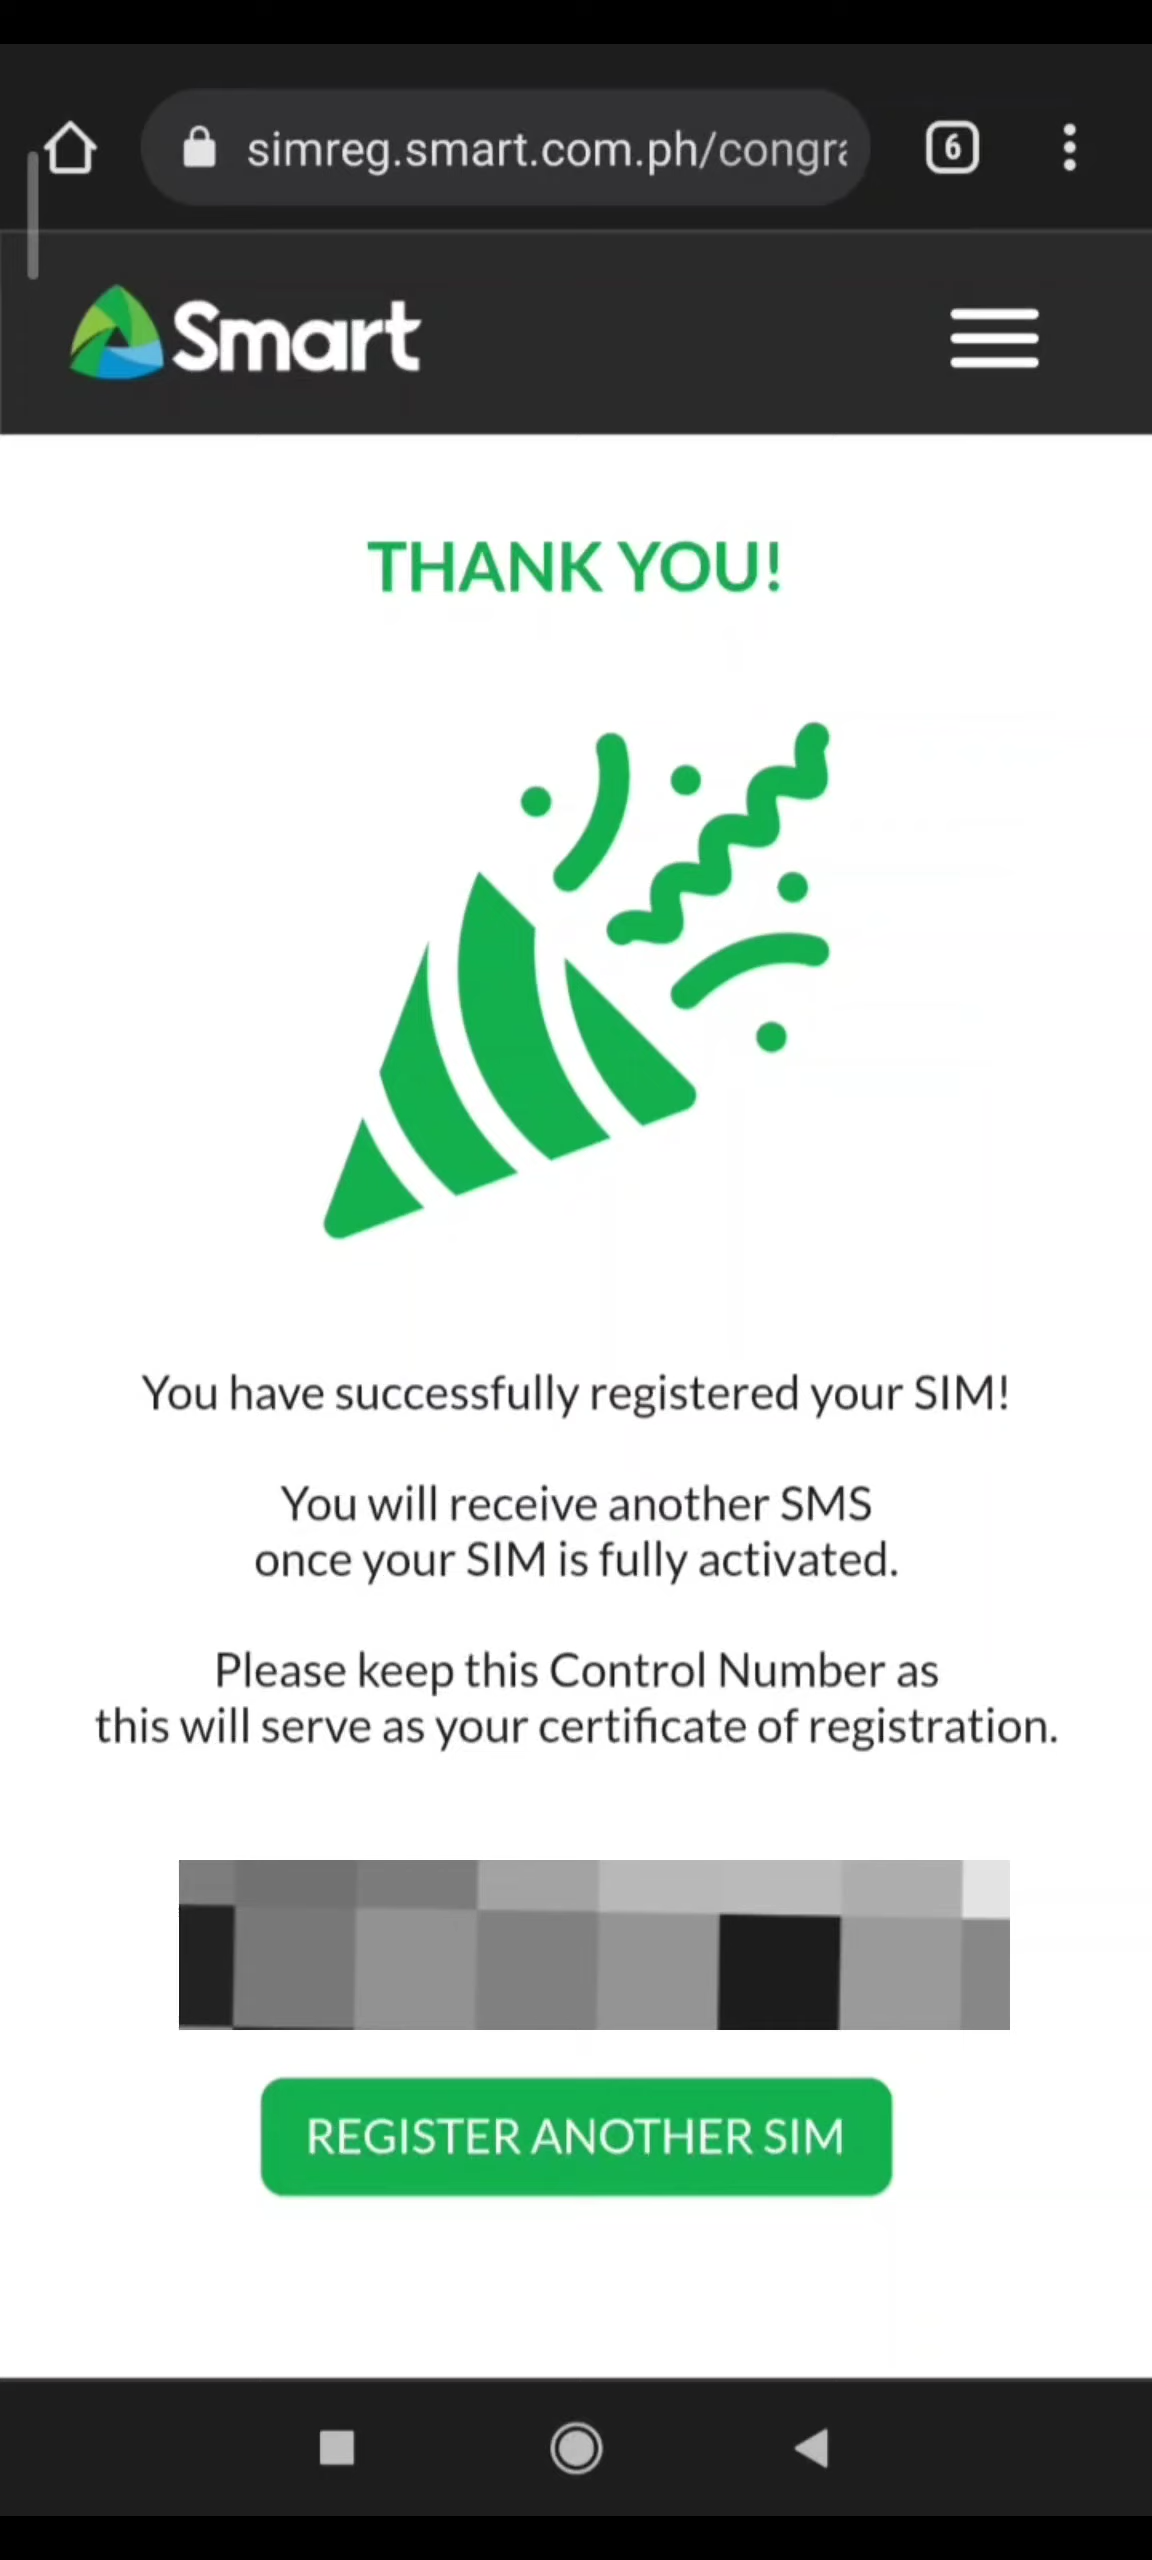 simreg.smart.com.ph/congr
6
Smart
THANK YOU!
You have successfully registered your SIM!
You will receive another SMS
once your SIM is fully activated.
Please keep this Control Number as
this will serve as your certificate of registration.
REGISTER ANOTHER SIM